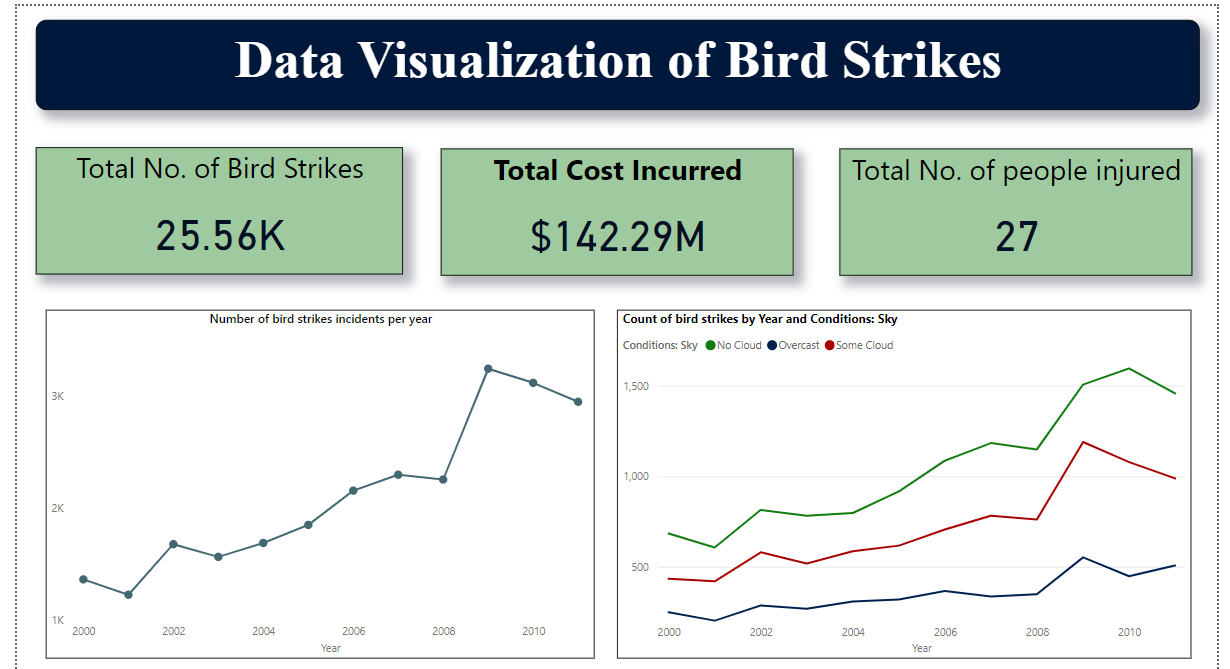 Data Visualization of Bird Strikes
Total No. of Bird Strikes
25.56K
Total Cost Incurred
$142.29M
Total No. of people injured
27
Number of bird strikes incidents per year
3K
2K
1K
2000 2002 2004 2006 2008 2010
Year
Count of bird strikes by Year and Conditions: Sky
Conditions: Sky No Cloud Overcast Some Cloud
1,500
1,000
500
2000 2002 2004 2006 2008 2010
Year